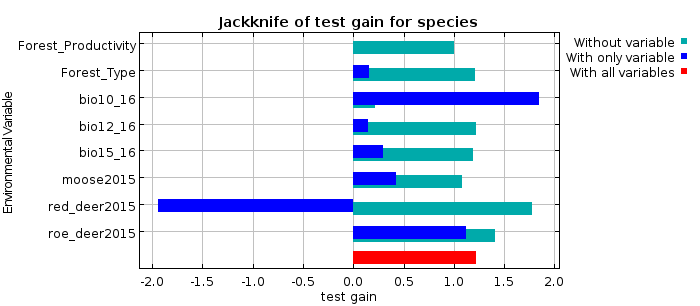 Jackknife of test gain for species
Forest_Productivity
Forest_Type
bio10_16
bio12_16
bio15_16
moose2015
red_deer2015
roe_deer2015
Environmental Variable
-2.0 -1.5 -1.0 -0.5 0.0 0.5 1.0 1.5 2.0
test gain
Without variable
With only variable
With all variables